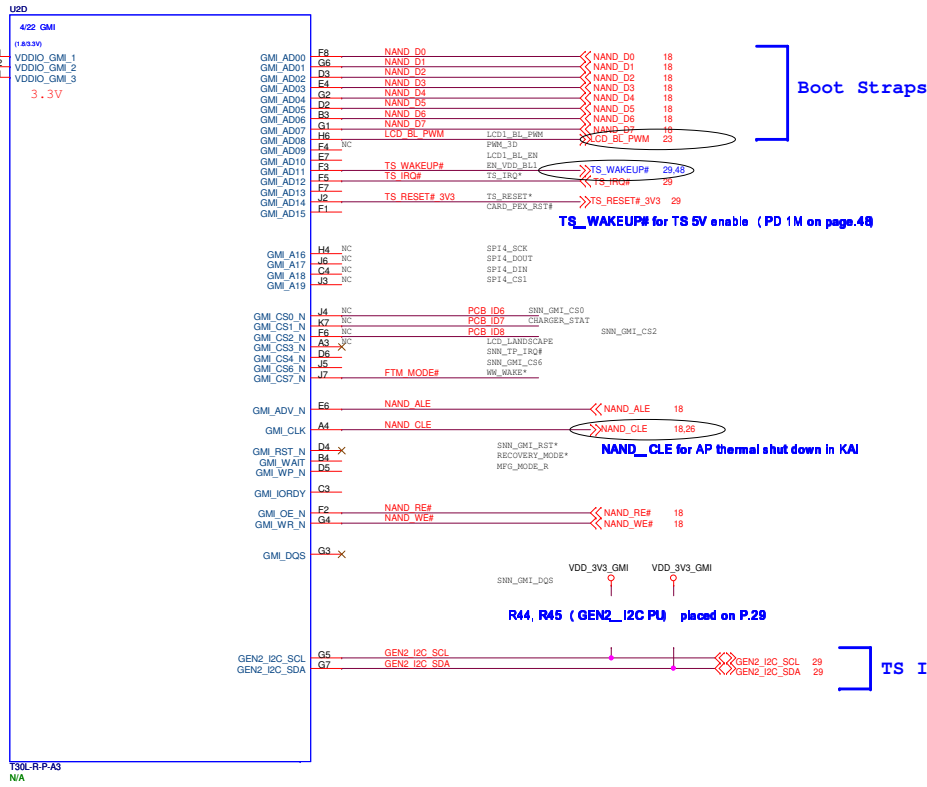 U2D
4/22 GMI
(1.8/3.3V)
VDDIO_GMI_1
VDDIO_GMI_2
VDDIO_GMI_3
3.3V
GMI_AD00 F8 NAND_D0 NAND_D0 18
GMI_AD01 G6 NAND_D1 NAND_D1 18
GMI_AD02 D3 NAND_D2 NAND_D2 18
GMI_AD03 E4 NAND_D3 NAND_D3 18
GMI_AD04 G2 NAND_D4 NAND_D4 18
GMI_AD05 D2 NAND_D5 NAND_D5 18
GMI_AD06 B3 NAND_D6 NAND_D6 18
GMI_AD07 G1 NAND_D7 NAND_D7 18
GMI_AD08 H6 LCD_BL_PWM LCD1_BL_PWM LCD_BL_PWM 23
GMI_AD09 F4 NC PWM_3D
GMI_AD10 E7 LCD1_BL_EN
GMI_AD11 F3 TS_WAKEUP# EN_VDD_BL1 TS_WAKEUP# 29,48
GMI_AD12 F5 TS_IRQ# TS_IRQ* TS_IRQ# 29
GMI_AD13 F7
GMI_AD14 J2 TS_RESET#_3V3 TS_RESET* TS_RESET#_3V3 29
GMI_AD15 F1 CARD_PEX_RST#
Boot Straps
TS_WAKEUP# for TS 5V enable ( PD 1M on page.48)
GMI_A16 H4 NC SPI4_SCK
GMI_A17 J6 NC SPI4_DOUT
GMI_A18 C4 NC SPI4_DIN
GMI_A19 J3 NC SPI4_CS1
GMI_CS0_N J4 NC PCB_ID6 SNN_GMI_CS0
GMI_CS1_N K7 NC PCB_ID7 CHARGER_STAT
GMI_CS2_N F6 NC PCB_ID8 SNN_GMI_CS2
GMI_CS3_N A3 NC LCD_LANDSCAPE
GMI_CS4_N D6 SNN_TP_IRQ#
GMI_CS6_N J5 SNN_GMI_CS6
GMI_CS7_N J7 FTM_MODE# WW_WAKE*
GMI_ADV_N E6 NAND_ALE NAND_ALE 18
GMI_CLK A4 NAND_CLE NAND_CLE 18,26
NAND_CLE for AP thermal shut down in KAI
GMI_RST_N D4 SNN_GMI_RST*
GMI_WAIT B4 RECOVERY_MODE*
GMI_WP_N D5 MFG_MODE_R
GMI_IORDY C3
GMI_OE_N F2 NAND_RE# NAND_RE# 18
GMI_WR_N G4 NAND_WE# NAND_WE# 18
GMI_DQS G3
SNN_GMI_DQS
VDD_3V3_GMI VDD_3V3_GMI
R44, R45 ( GEN2_I2C PU) placed on P.29
GEN2_I2C_SCL G5 GEN2_I2C_SCL GEN2_I2C_SCL 29
GEN2_I2C_SDA G7 GEN2_I2C_SDA GEN2_I2C_SDA 29
TS I
T30L-R-P-A3
N/A